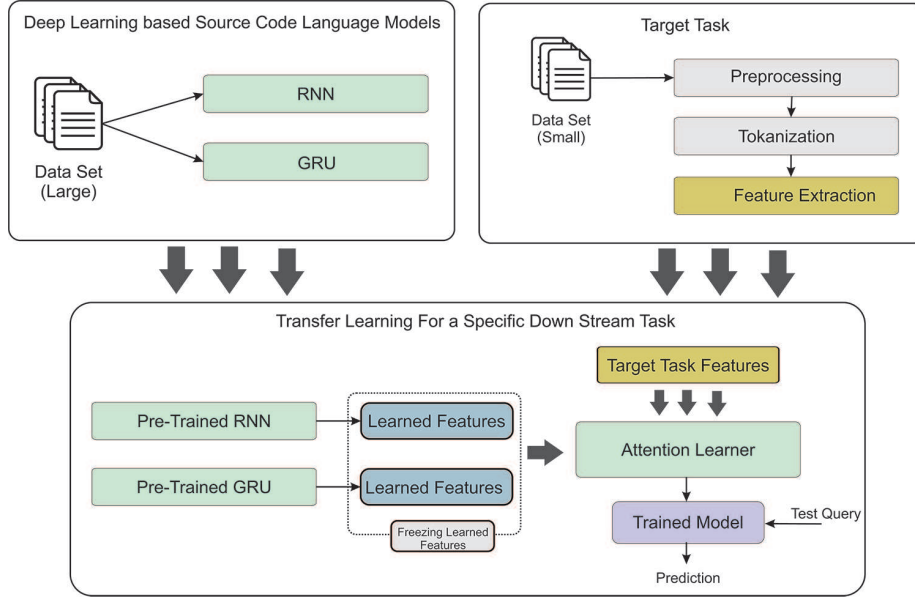 Deep Learning based Source Code Language Models
RNN
GRU
Data Set
(Large)
Target Task
Data Set
(Small)
Preprocessing
Tokanization
Feature Extraction
Transfer Learning For a Specific Down Stream Task
Pre-Trained RNN
Learned Features
Pre-Trained GRU
Learned Features
Freezing Learned
Features
Target Task Features
Attention Learner
Trained Model
Test Query
Prediction